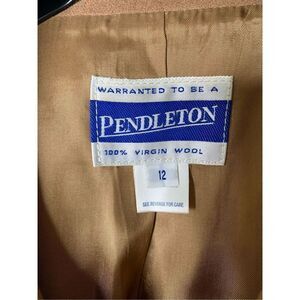 WARRANTED TO BE A
PENDLETON
100% VIRGIN WOOL
12
SEE REVERSE FOR CARE